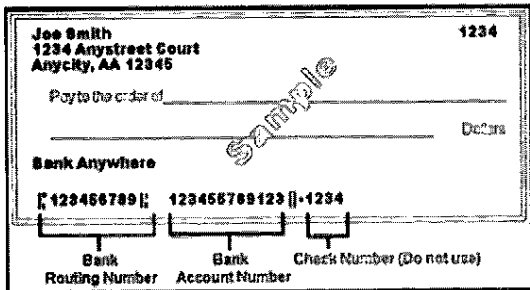 Joe Smith 1234
1234 Anystreet Court
Anycity, AA 12345
Pay to the order of
Sample
Dollars
Bank Anywhere
⑆123456789⑆ 123456789123⑈⑉1234
Bank Bank Check Number (Do not use)
Routing Number Account Number